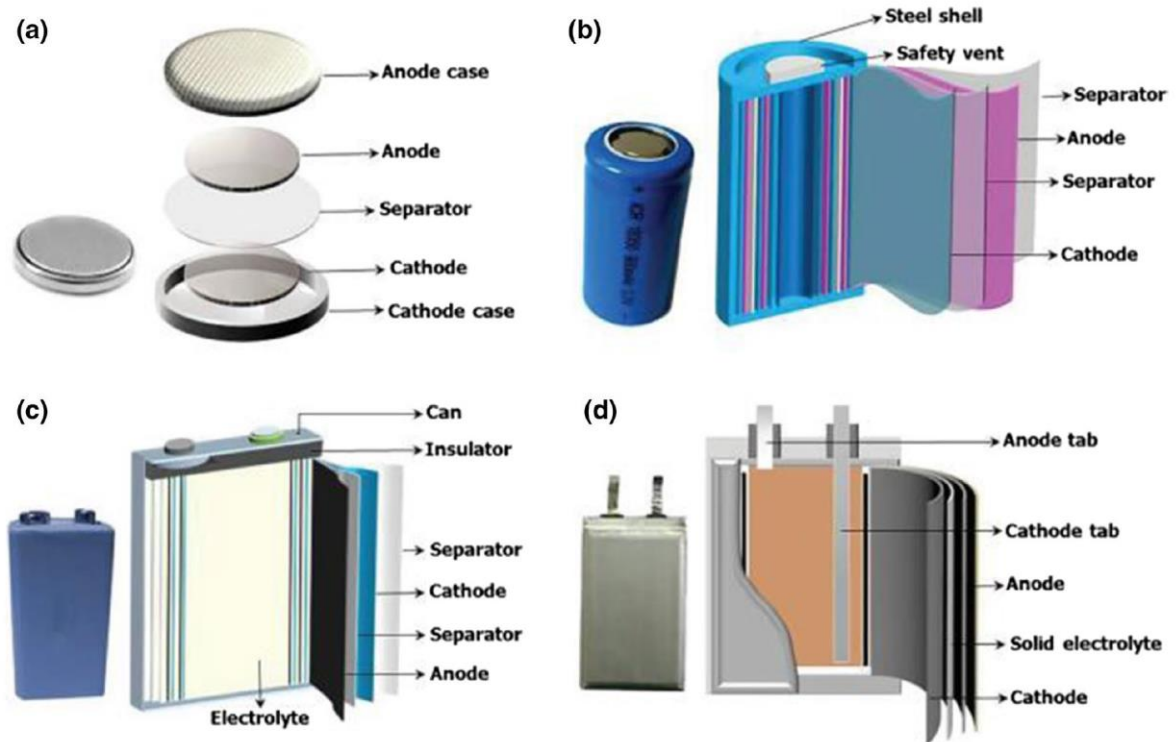 (a)
Anode case
Anode
Separator
Cathode
Cathode case
(b)
Steel shell
Safety vent
Separator
Anode
Separator
Cathode
(c)
Can
Insulator
Separator
Cathode
Separator
Anode
Electrolyte
(d)
Anode tab
Cathode tab
Anode
Solid electrolyte
Cathode